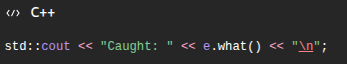 </> C++
std::cout << "Caught: " << e.what() << "\n";